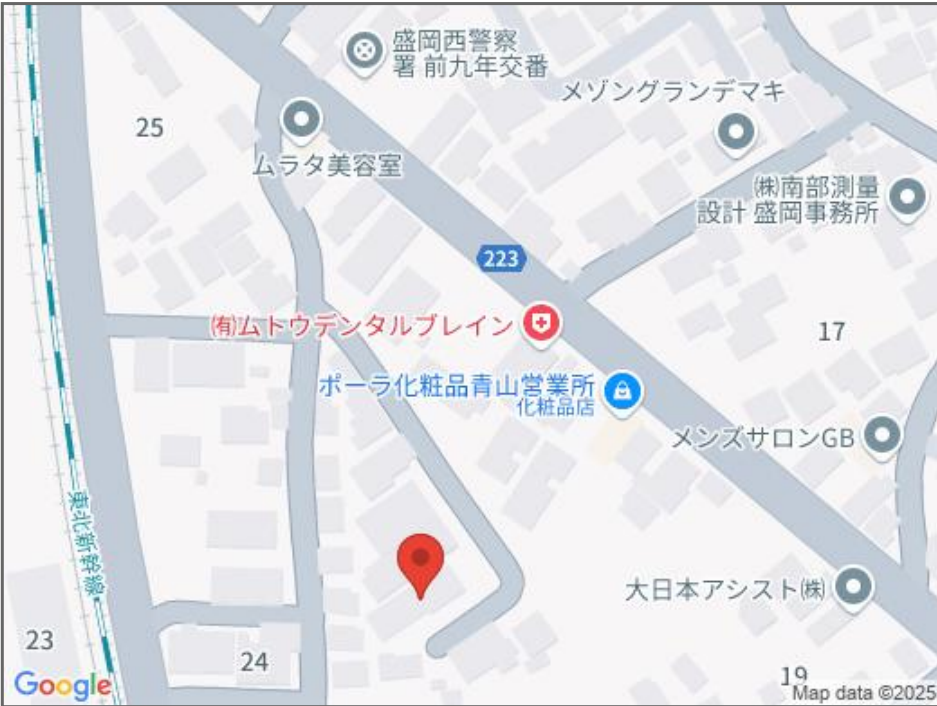 盛岡西警察
署 前九年交番
メゾングランデマキ
25
ムラタ美容室
㈱南部測量
設計 盛岡事務所
223
㈲ムトウデンタルブレイン
17
ポーラ化粧品青山営業所
化粧品店
メンズサロンGB
東北新幹線
大日本アシスト㈱
23
24
19
Google
Map data ©2025